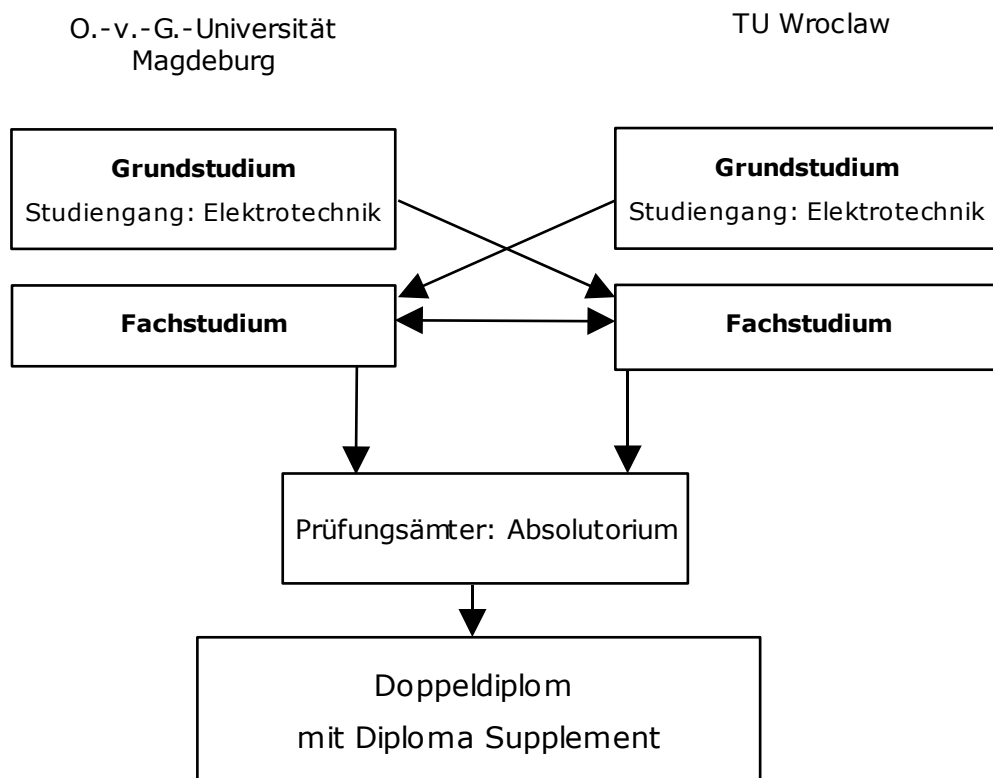 O.-v.-G.-Universität
Magdeburg
TU Wroclaw
Grundstudium
Studiengang: Elektrotechnik
Grundstudium
Studiengang: Elektrotechnik
Fachstudium
Fachstudium
Prüfungsämter: Absolutorium
Doppeldiplom
mit Diploma Supplement